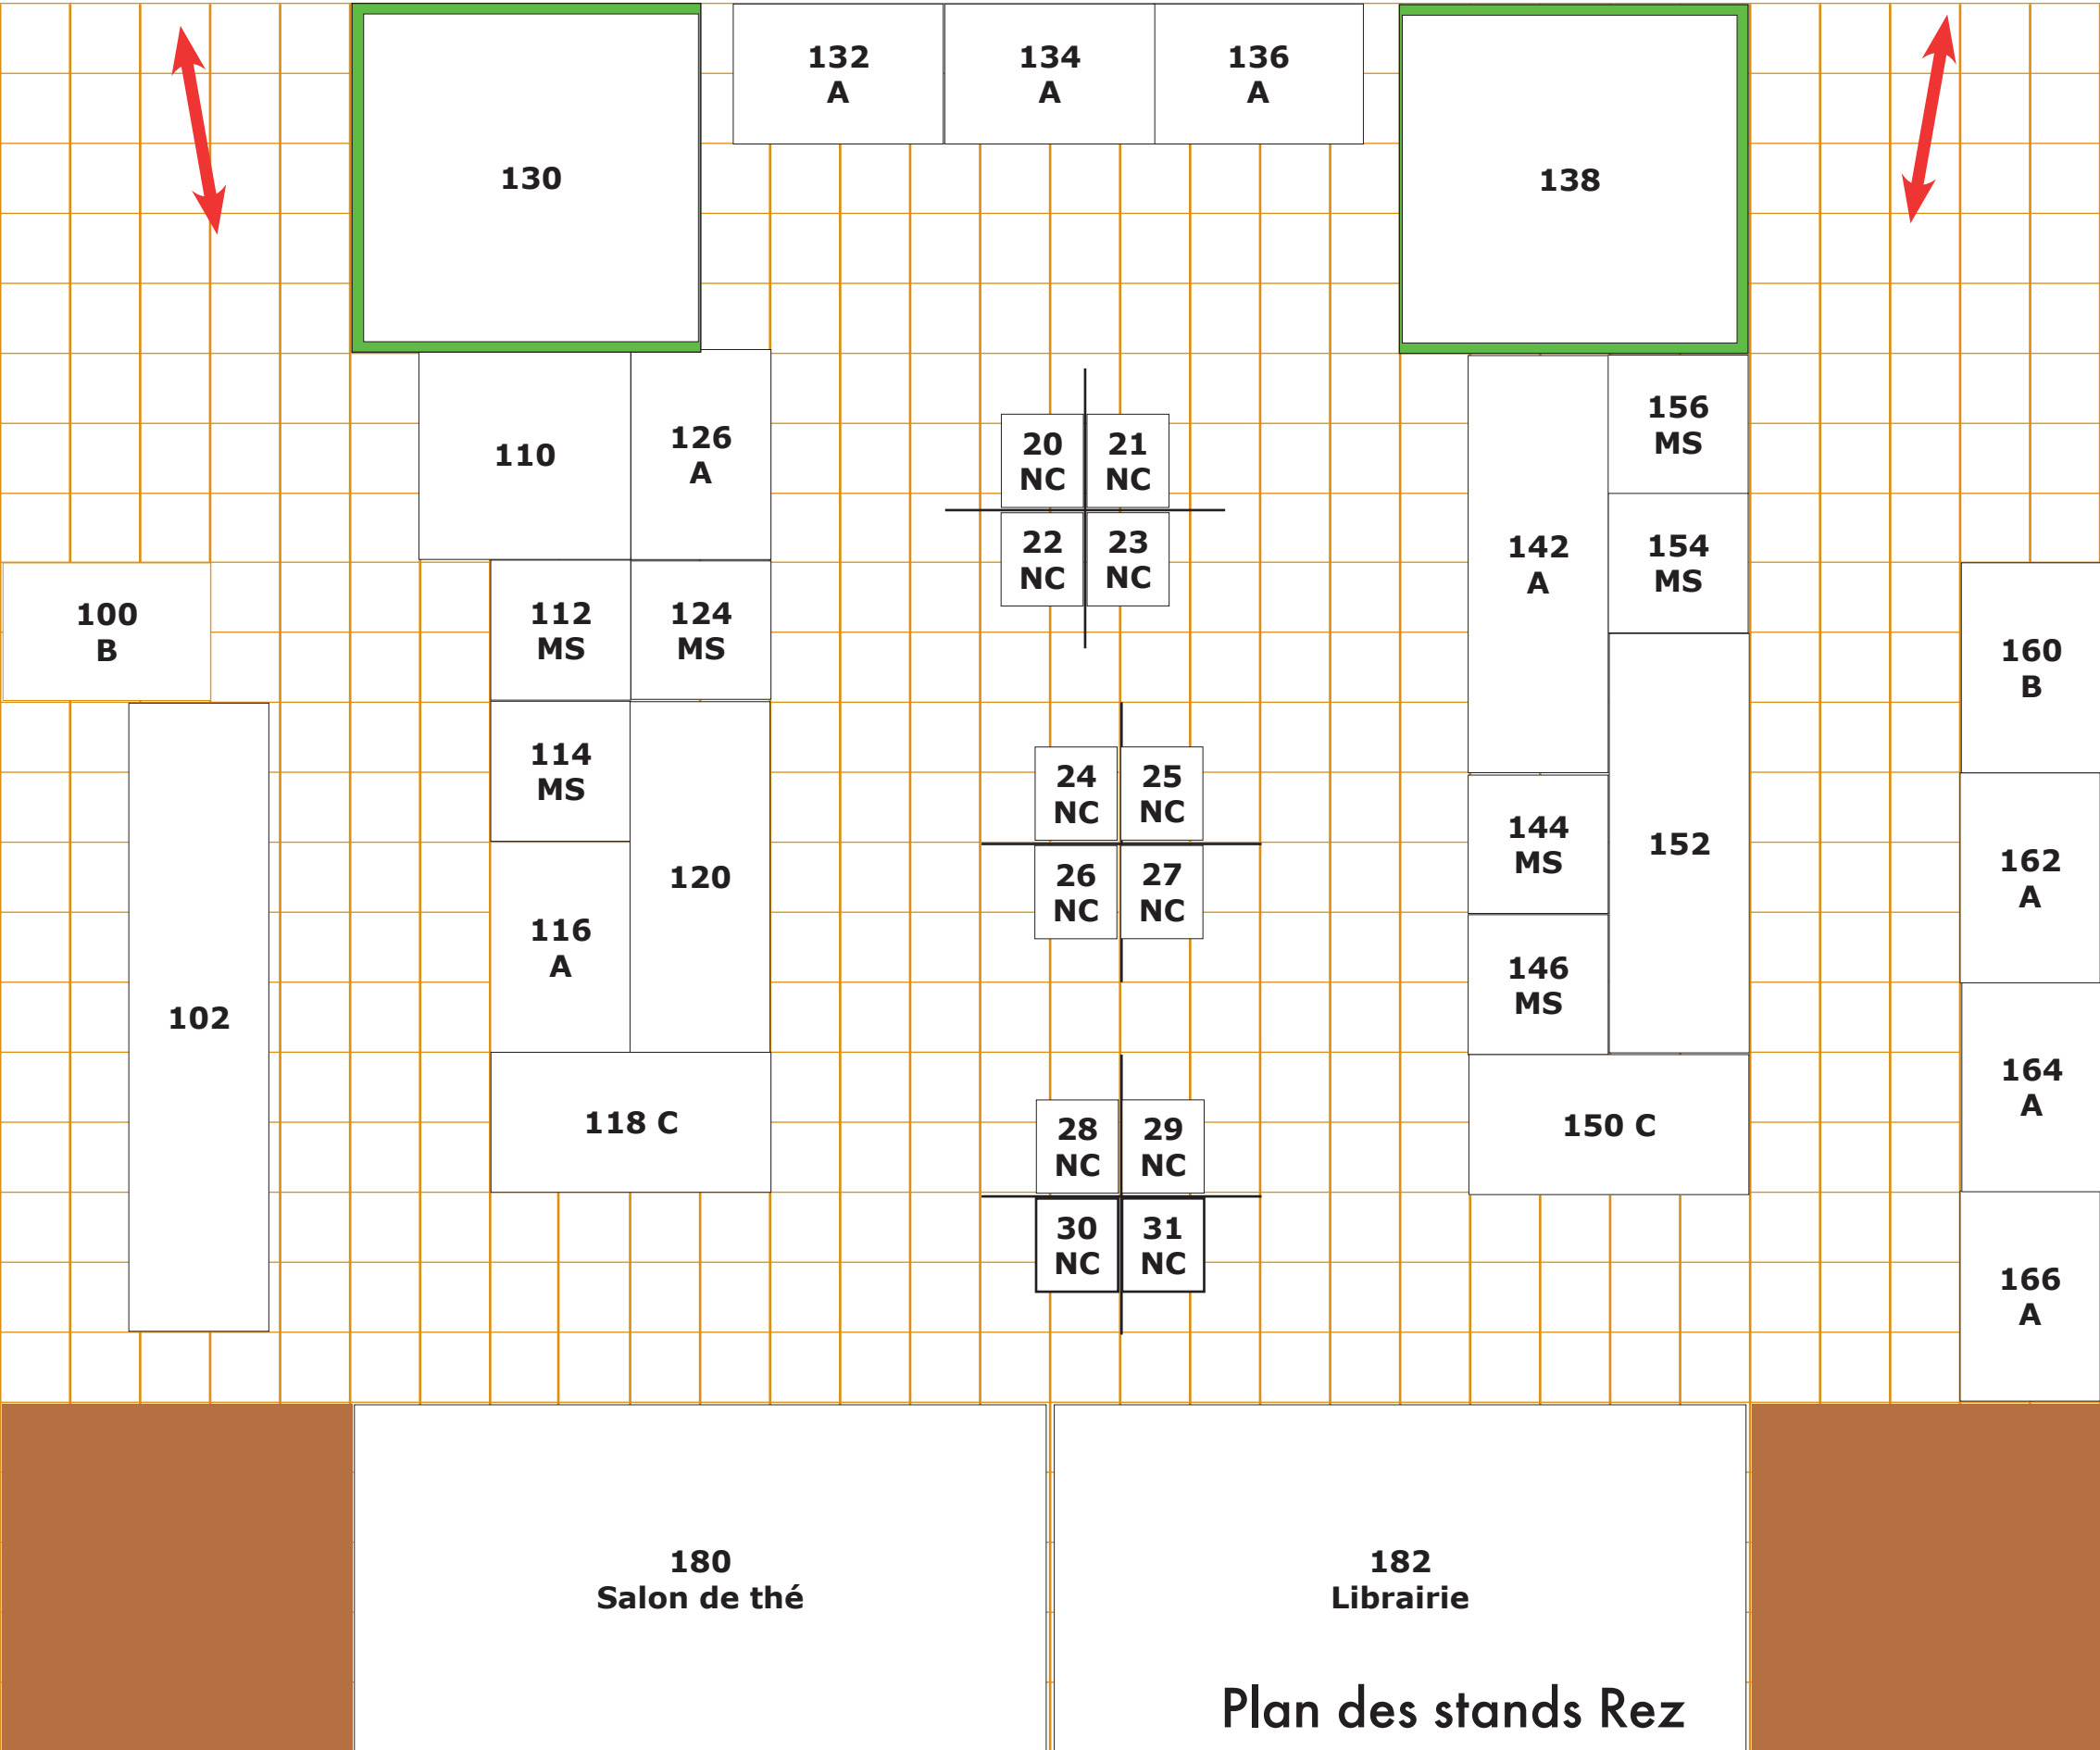 132
A
134
A
136
A
130
138
110
126
A
20
NC
21
NC
22
NC
23
NC
142
A
156
MS
154
MS
100
B
112
MS
124
MS
160
B
114
MS
120
24
NC
25
NC
26
NC
27
NC
144
MS
152
162
A
116
A
146
MS
102
164
A
118 C
28
NC
29
NC
30
NC
31
NC
150 C
166
A
180
Salon de thé
182
Librairie
Plan des stands Rez